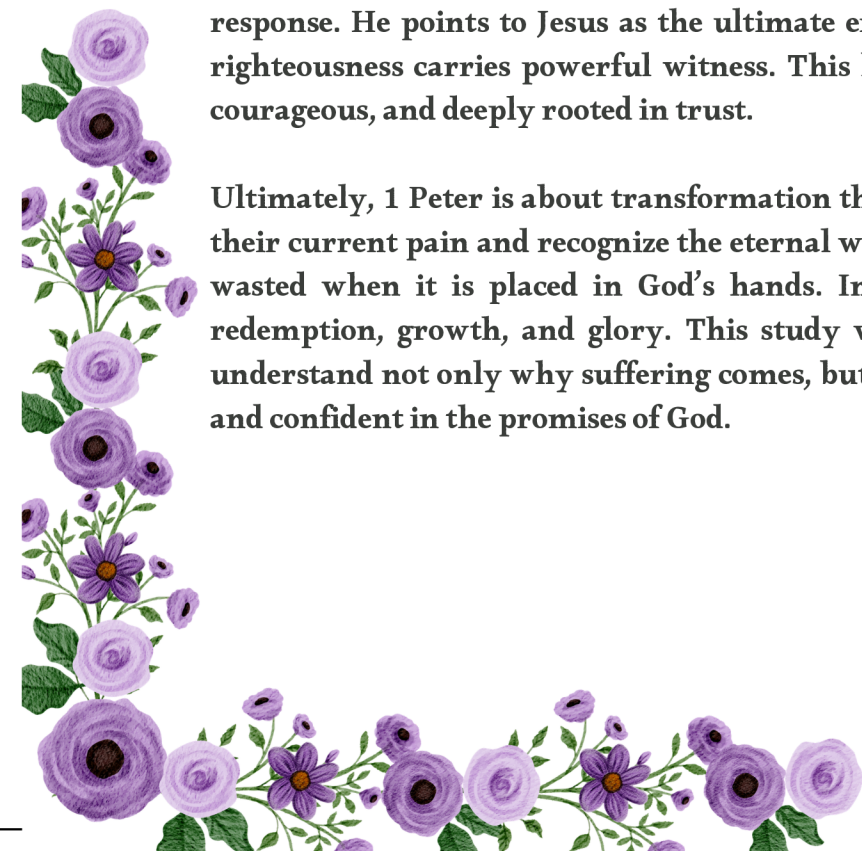 response. He points to Jesus as the ultimate
righteousness carries powerful witness. This
courageous, and deeply rooted in trust.
Ultimately, 1 Peter is about transformation
their current pain and recognize the eternal
wasted when it is placed in God’s hands.
redemption, growth, and glory. This study
understand not only why suffering comes, but
and confident in the promises of God.